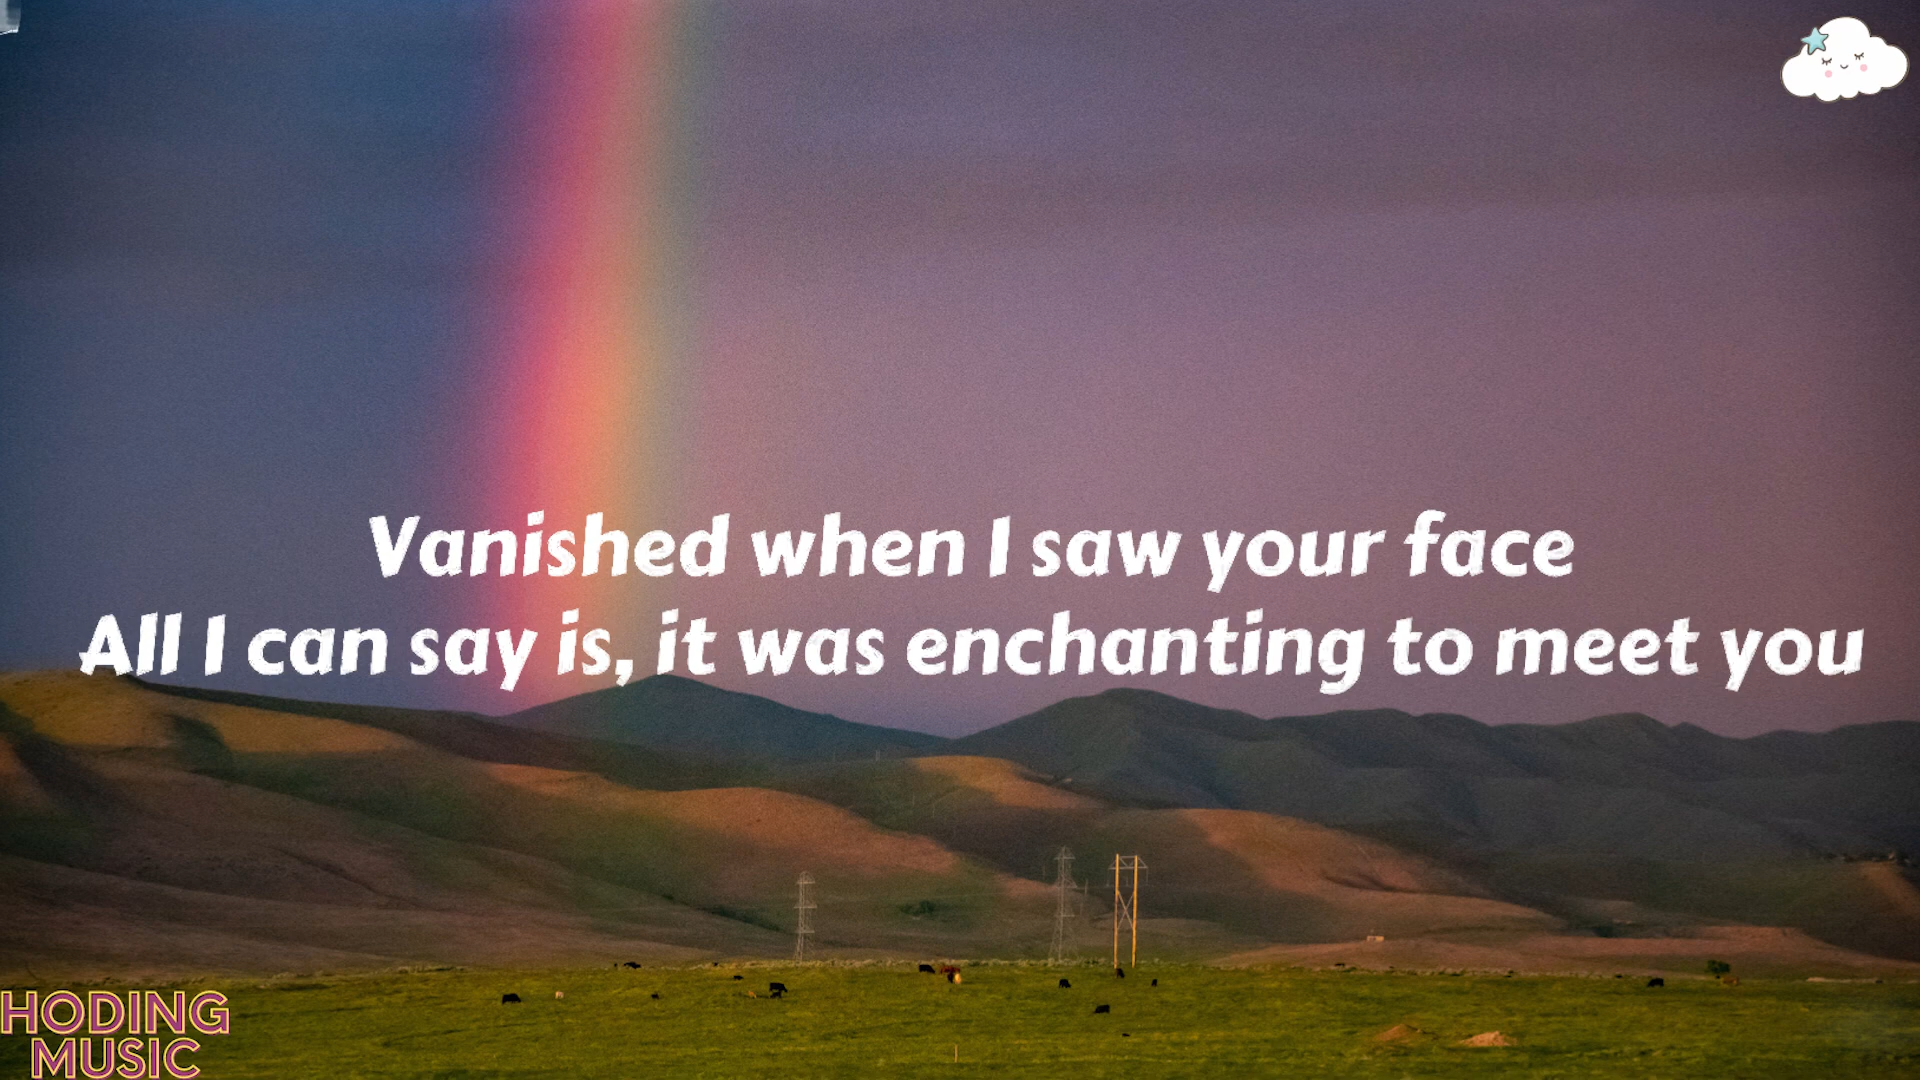 Vanished when I saw your face
All I can say is, it was enchanting to meet you
HODING
MUSIC